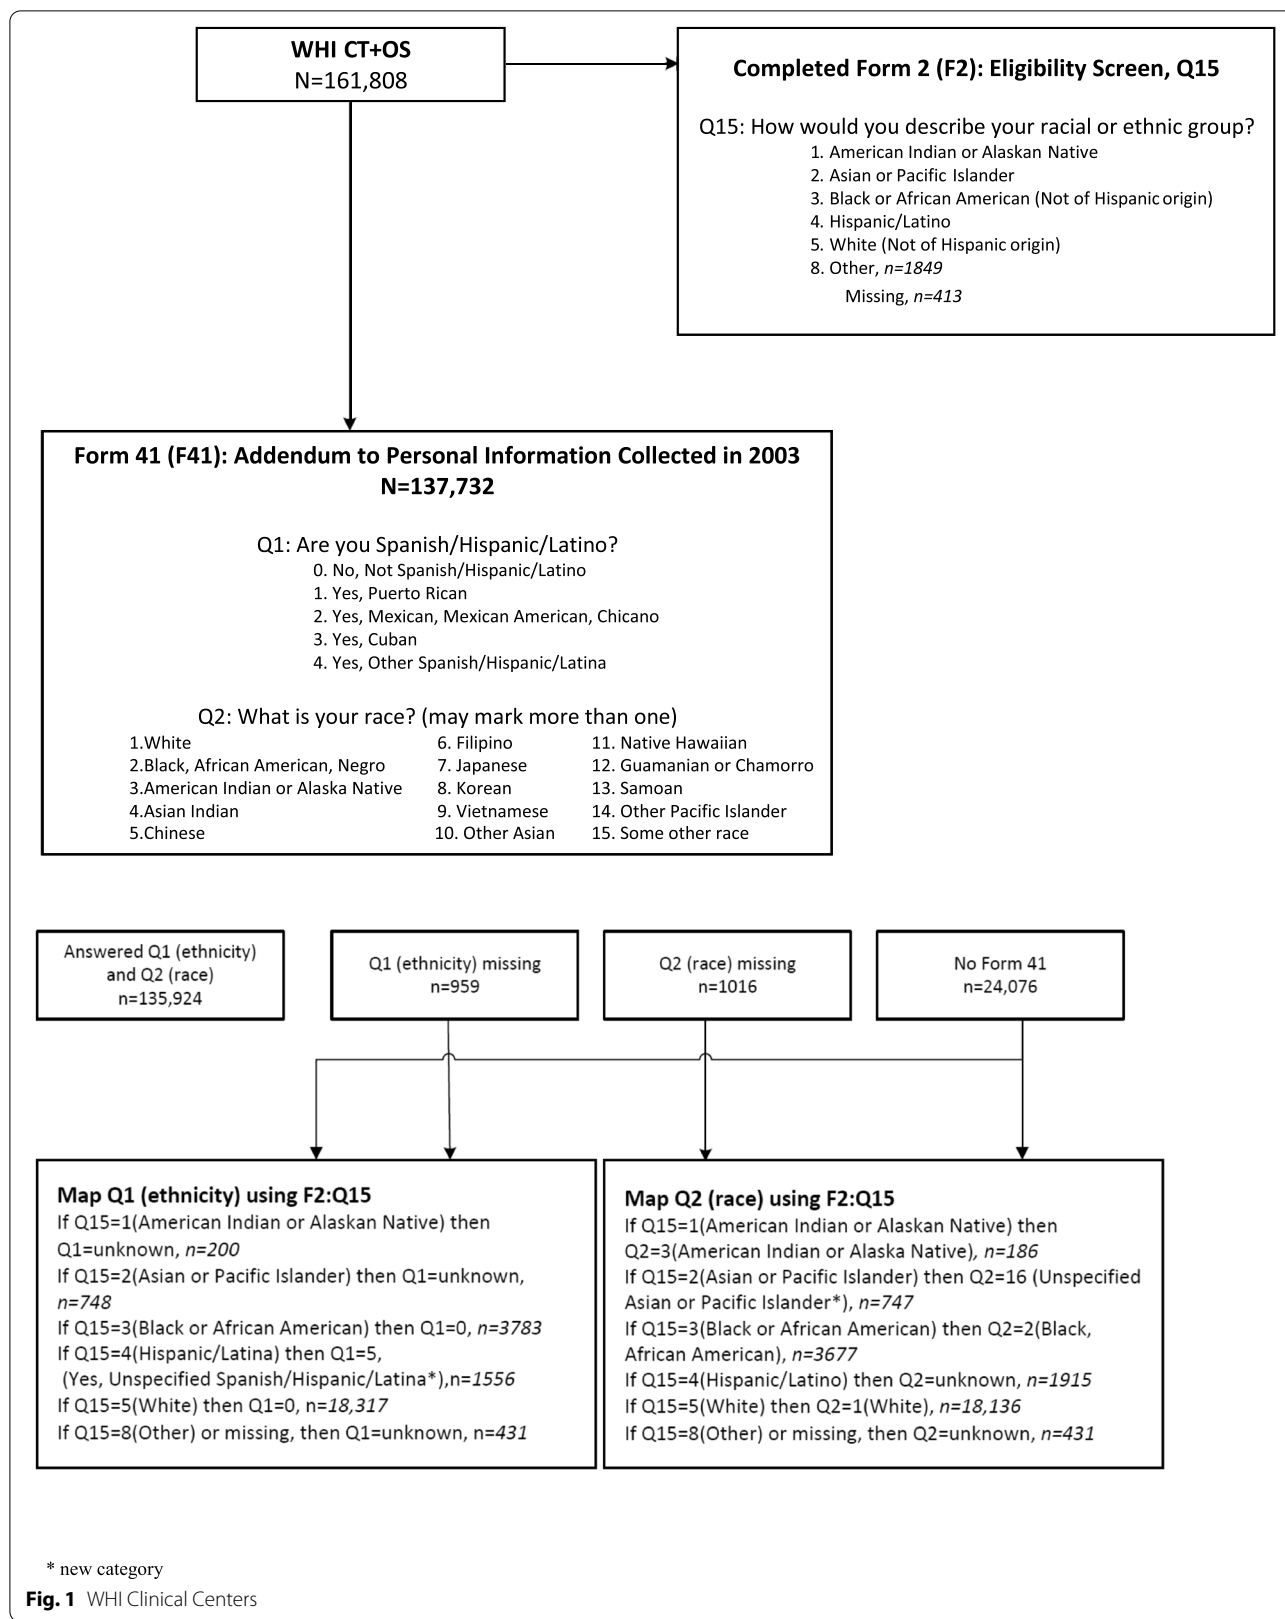 WHI CT+OS
N=161,808
Completed Form 2 (F2): Eligibility Screen, Q15
Q15: How would you describe your racial or ethnic group?
1. American Indian or Alaskan Native
2. Asian or Pacific Islander
3. Black or African American (Not of Hispanic origin)
4. Hispanic/Latino
5. White (Not of Hispanic origin)
8. Other, n=1849
Missing, n=413
Form 41 (F41): Addendum to Personal Information Collected in 2003
N=137,732
Q1: Are you Spanish/Hispanic/Latino?
0. No, Not Spanish/Hispanic/Latino
1. Yes, Puerto Rican
2. Yes, Mexican, Mexican American, Chicano
3. Yes, Cuban
4. Yes, Other Spanish/Hispanic/Latina
Q2: What is your race? (may mark more than one)
1.White
2.Black, African American, Negro
3.American Indian or Alaska Native
4.Asian Indian
5.Chinese
6. Filipino
7. Japanese
8. Korean
9. Vietnamese
10. Other Asian
11. Native Hawaiian
12. Guamanian or Chamorro
13. Samoan
14. Other Pacific Islander
15. Some other race
Answered Q1 (ethnicity)
and Q2 (race)
n=135,924
Q1 (ethnicity) missing
n=959
Q2 (race) missing
n=1016
No Form 41
n=24,076
Map Q1 (ethnicity) using F2:Q15
If Q15=1(American Indian or Alaskan Native) then
Q1=unknown, n=200
If Q15=2(Asian or Pacific Islander) then Q1=unknown,
n=748
If Q15=3(Black or African American) then Q1=0, n=3783
If Q15=4(Hispanic/Latina) then Q1=5,
(Yes, Unspecified Spanish/Hispanic/Latina*),n=1556
If Q15=5(White) then Q1=0, n=18,317
If Q15=8(Other) or missing, then Q1=unknown, n=431
Map Q2 (race) using F2:Q15
If Q15=1(American Indian or Alaskan Native) then
Q2=3(American Indian or Alaska Native), n=186
If Q15=2(Asian or Pacific Islander) then Q2=16 (Unspecified
Asian or Pacific Islander*), n=747
If Q15=3(Black or African American) then Q2=2(Black,
African American), n=3677
If Q15=4(Hispanic/Latino) then Q2=unknown, n=1915
If Q15=5(White) then Q2=1(White), n=18,136
If Q15=8(Other) or missing, then Q2=unknown, n=431
* new category
Fig. 1 WHI Clinical Centers